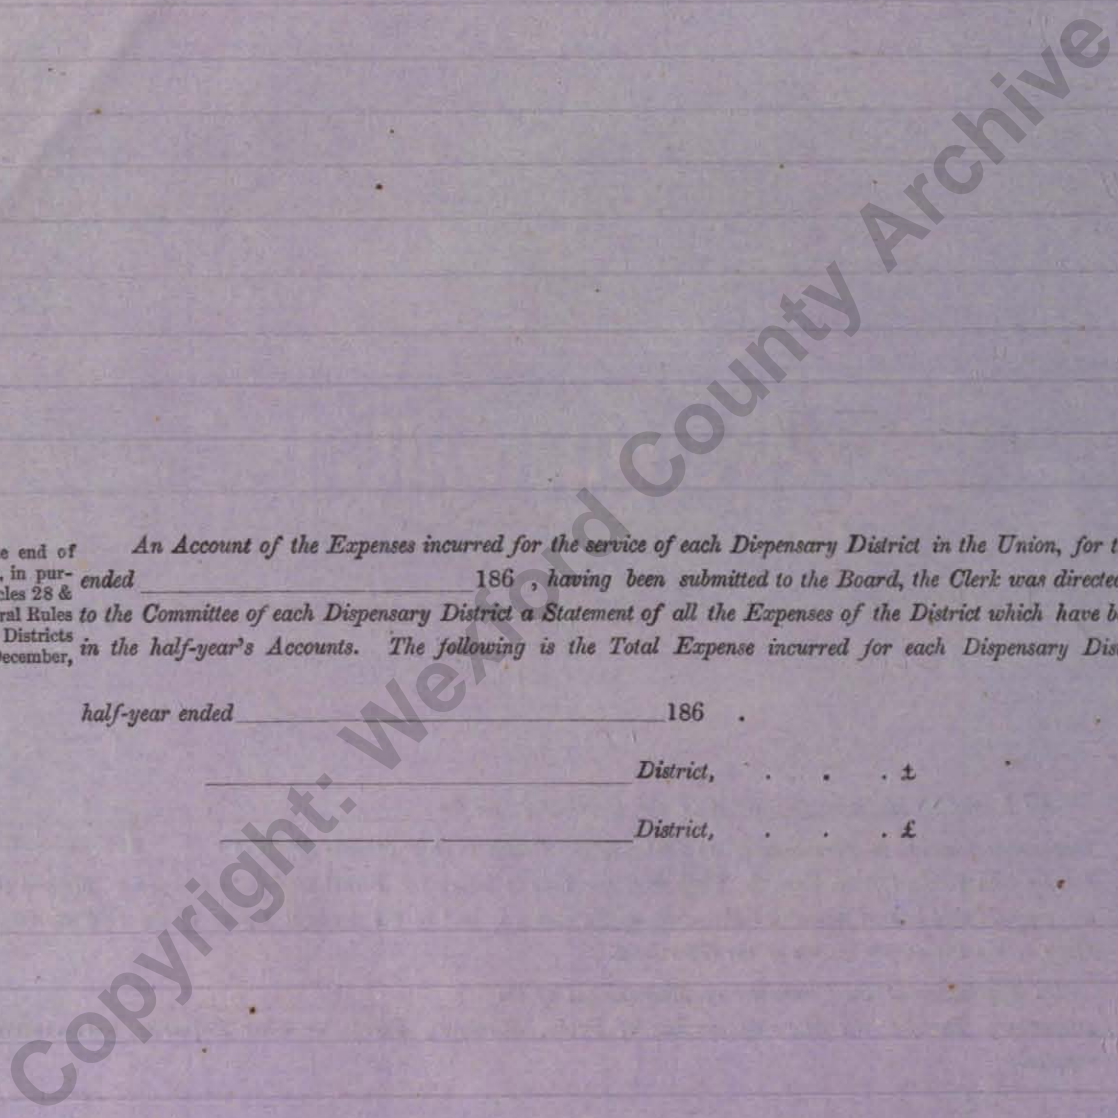 e end of
, in pur-
cles 28 &
ral Rules
Districts
ecember,
An Account of the Expenses incurred for the service of each Dispensary District in the Union, for t
ended 186 , having been submitted to the Board, the Clerk was directe
to the Committee of each Dispensary District a Statement of all the Expenses of the District which have b
in the half-year's Accounts. The following is the Total Expense incurred for each Dispensary Dis
half-year ended 186 .
District, . . . £
District, . . . £
Copyright: Wexford County Archive